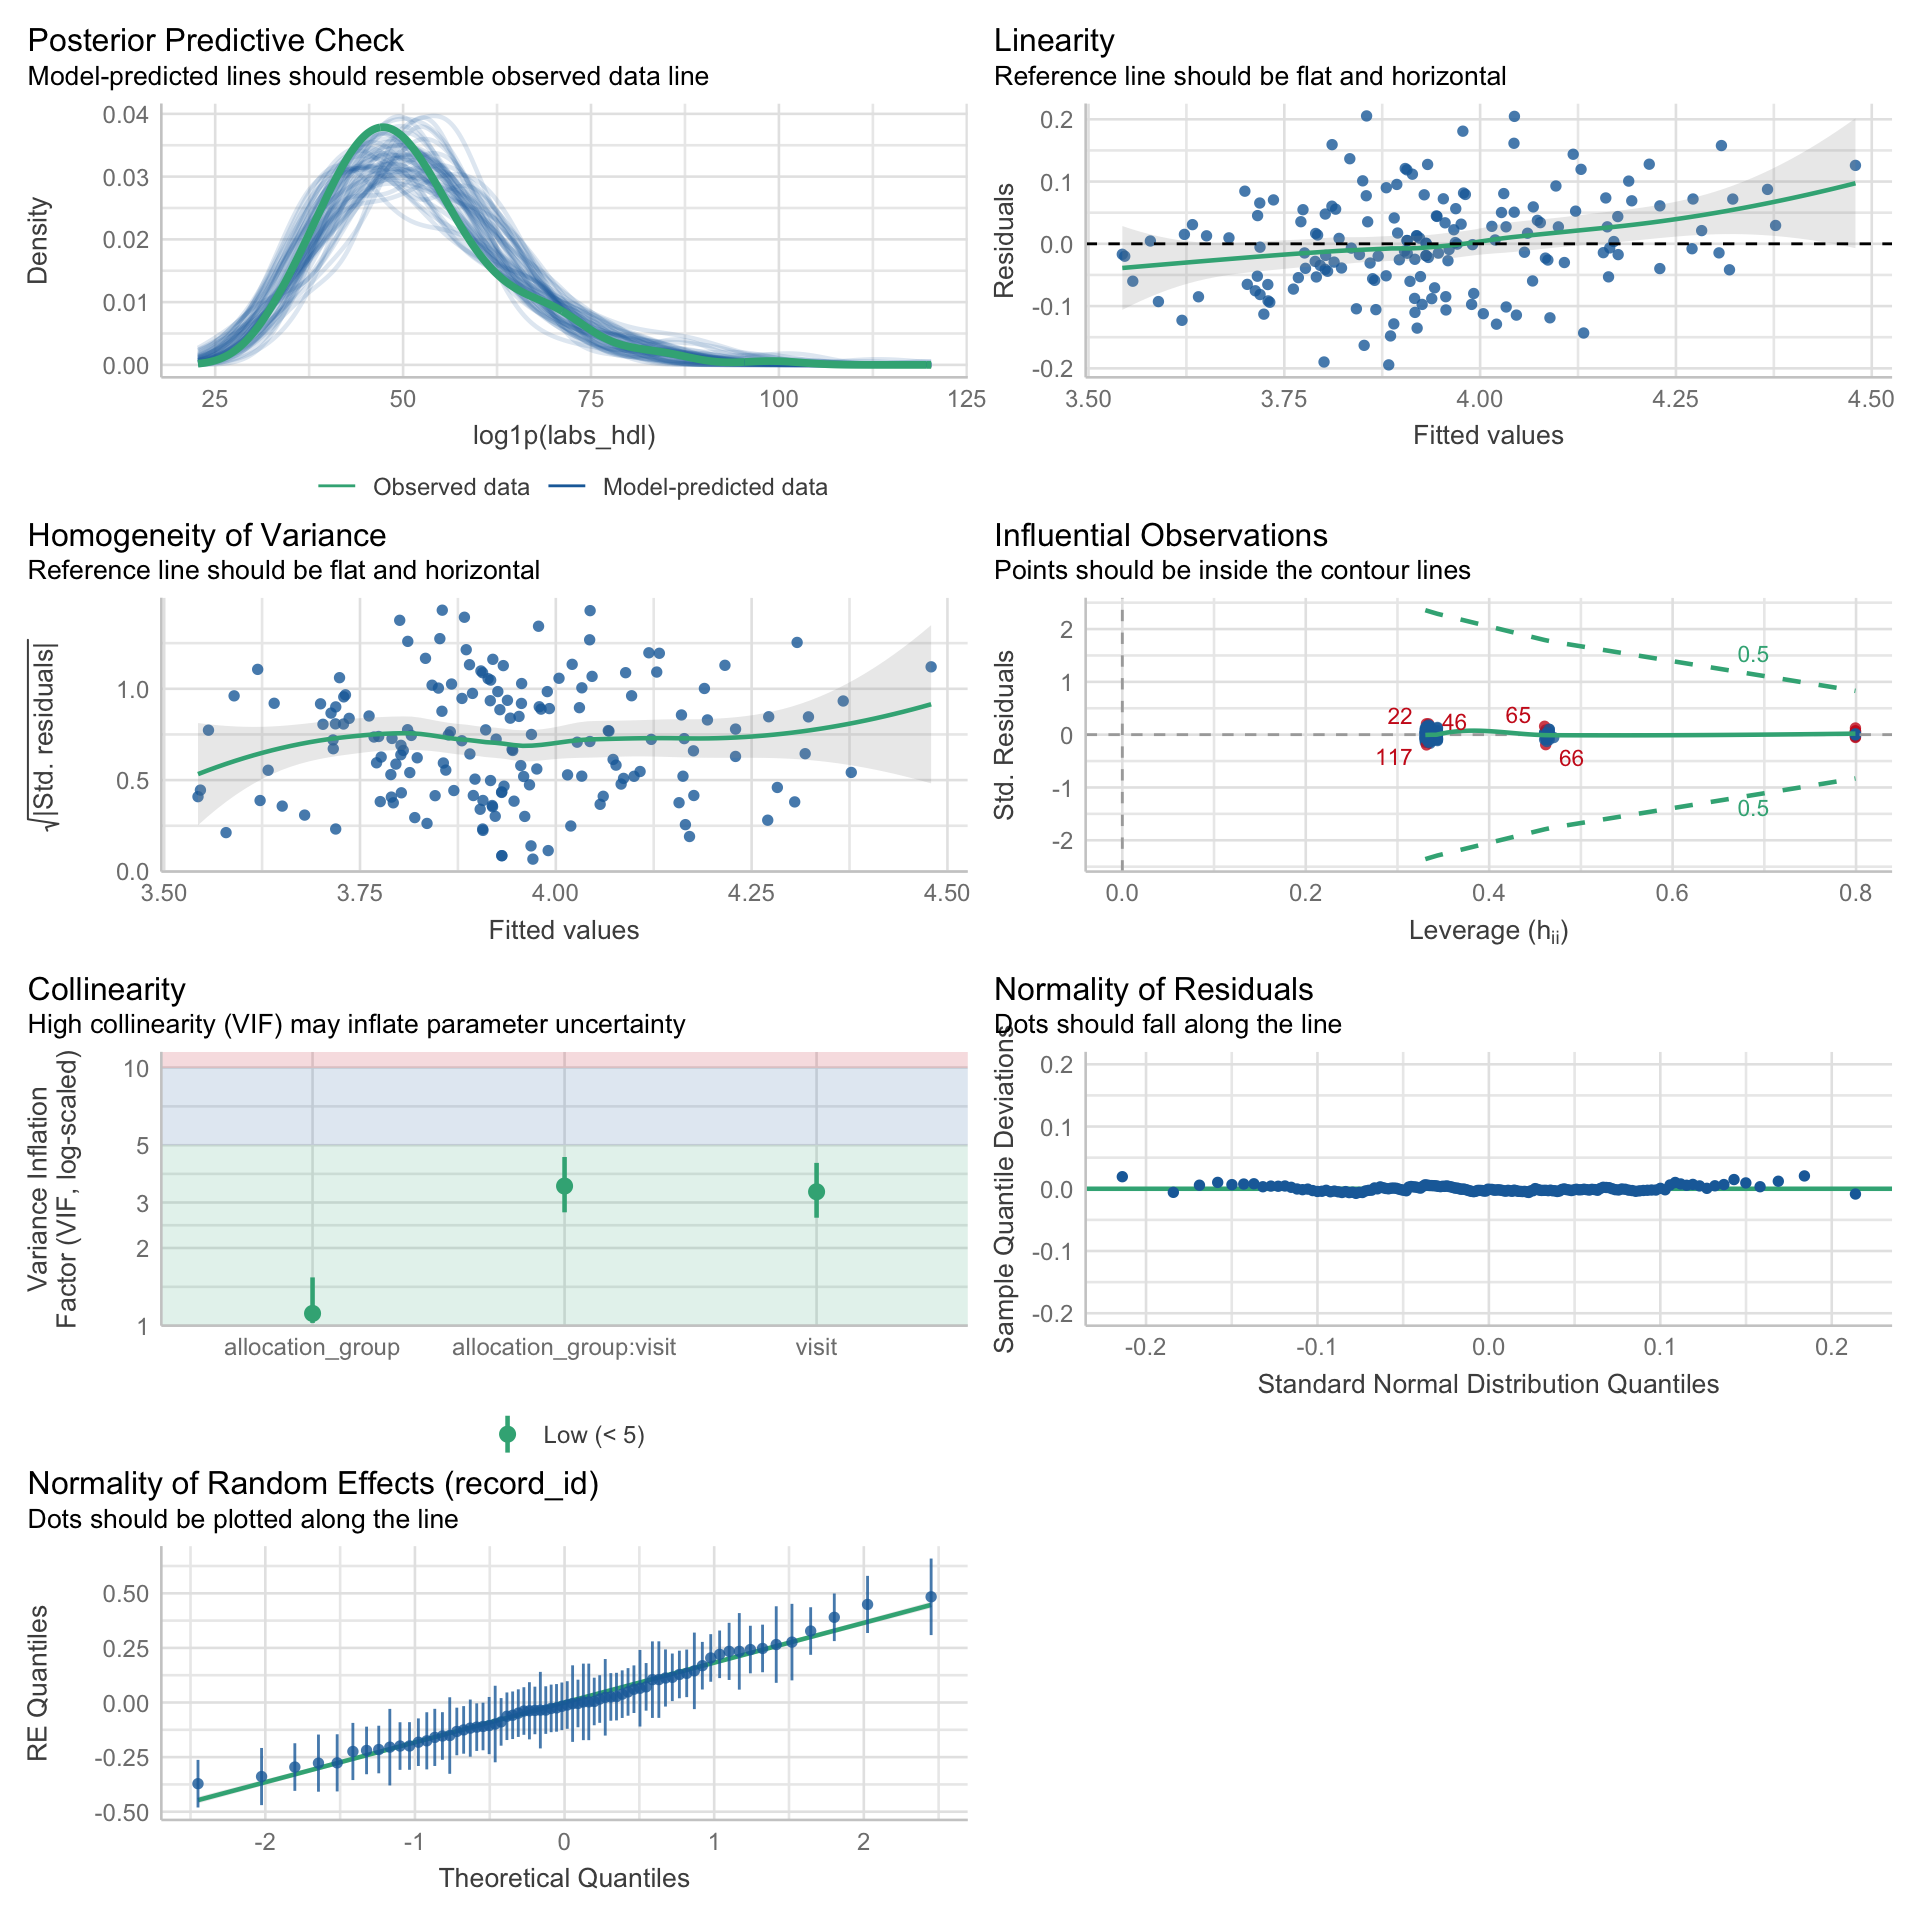 Posterior Predictive Check
Model-predicted lines should resemble observed data line
Density
0.04
0.03
0.02
0.01
0.00
25 50 75 100 125
log1p(labs_hdl)
Observed data Model-predicted data
Linearity
Reference line should be flat and horizontal
Residuals
0.2
0.1
0.0
-0.1
-0.2
3.50 3.75 4.00 4.25 4.50
Fitted values
Homogeneity of Variance
Reference line should be flat and horizontal
√|Std. residuals|
1.0
0.5
0.0
3.50 3.75 4.00 4.25 4.50
Fitted values
Influential Observations
Points should be inside the contour lines
Std. Residuals
2
1
0
-1
-2
0.5
22 46 65
117 66
0.5
0.0 0.2 0.4 0.6 0.8
Leverage (hii)
Collinearity
High collinearity (VIF) may inflate parameter uncertainty
Variance Inflation
Factor (VIF, log-scaled)
10
5
3
2
1
allocation_group allocation_group:visit visit
Low (< 5)
Normality of Residuals
Dots should fall along the line
Sample Quantile Deviations
0.2
0.1
0.0
-0.1
-0.2
-0.2 -0.1 0.0 0.1 0.2
Standard Normal Distribution Quantiles
Normality of Random Effects (record_id)
Dots should be plotted along the line
RE Quantiles
0.50
0.25
0.00
-0.25
-0.50
-2 -1 0 1 2
Theoretical Quantiles